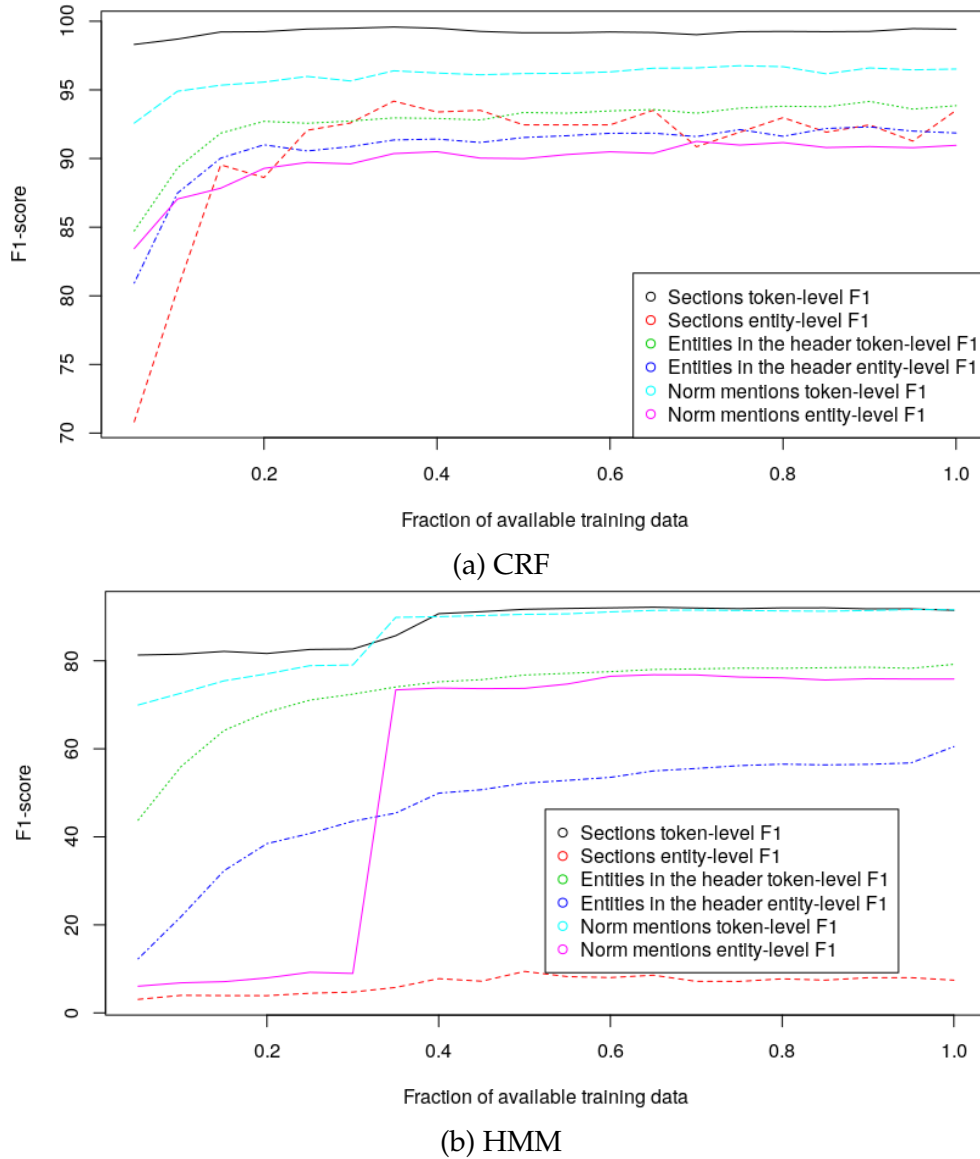 100
95
90
85
80
75
70
F1-score
Sections token-level F1
Sections entity-level F1
Entities in the header token-level F1
Entities in the header entity-level F1
Norm mentions token-level F1
Norm mentions entity-level F1
0.2 0.4 0.6 0.8 1.0
Fraction of available training data
(a) CRF
80
60
40
20
0
F1-score
Sections token-level F1
Sections entity-level F1
Entities in the header token-level F1
Entities in the header entity-level F1
Norm mentions token-level F1
Norm mentions entity-level F1
0.2 0.4 0.6 0.8 1.0
Fraction of available training data
(b) HMM